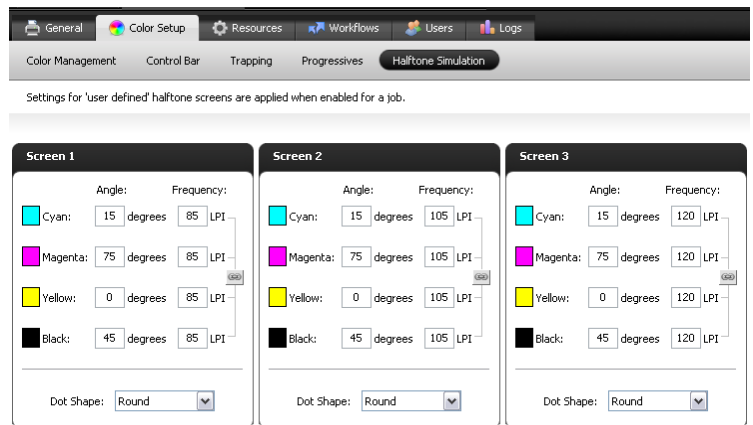 General Color Setup Resources Workflows Users Logs
Color Management Control Bar Trapping Progressives Halftone Simulation
Settings for 'user defined' halftone screens are applied when enabled for a job.
Screen 1
Angle: Frequency:
Cyan: 15 degrees 85 LPI
Magenta: 75 degrees 85 LPI
Yellow: 0 degrees 85 LPI
Black: 45 degrees 85 LPI
Dot Shape: Round
Screen 2
Angle: Frequency:
Cyan: 15 degrees 105 LPI
Magenta: 75 degrees 105 LPI
Yellow: 0 degrees 105 LPI
Black: 45 degrees 105 LPI
Dot Shape: Round
Screen 3
Angle: Frequency:
Cyan: 15 degrees 120 LPI
Magenta: 75 degrees 120 LPI
Yellow: 0 degrees 120 LPI
Black: 45 degrees 120 LPI
Dot Shape: Round